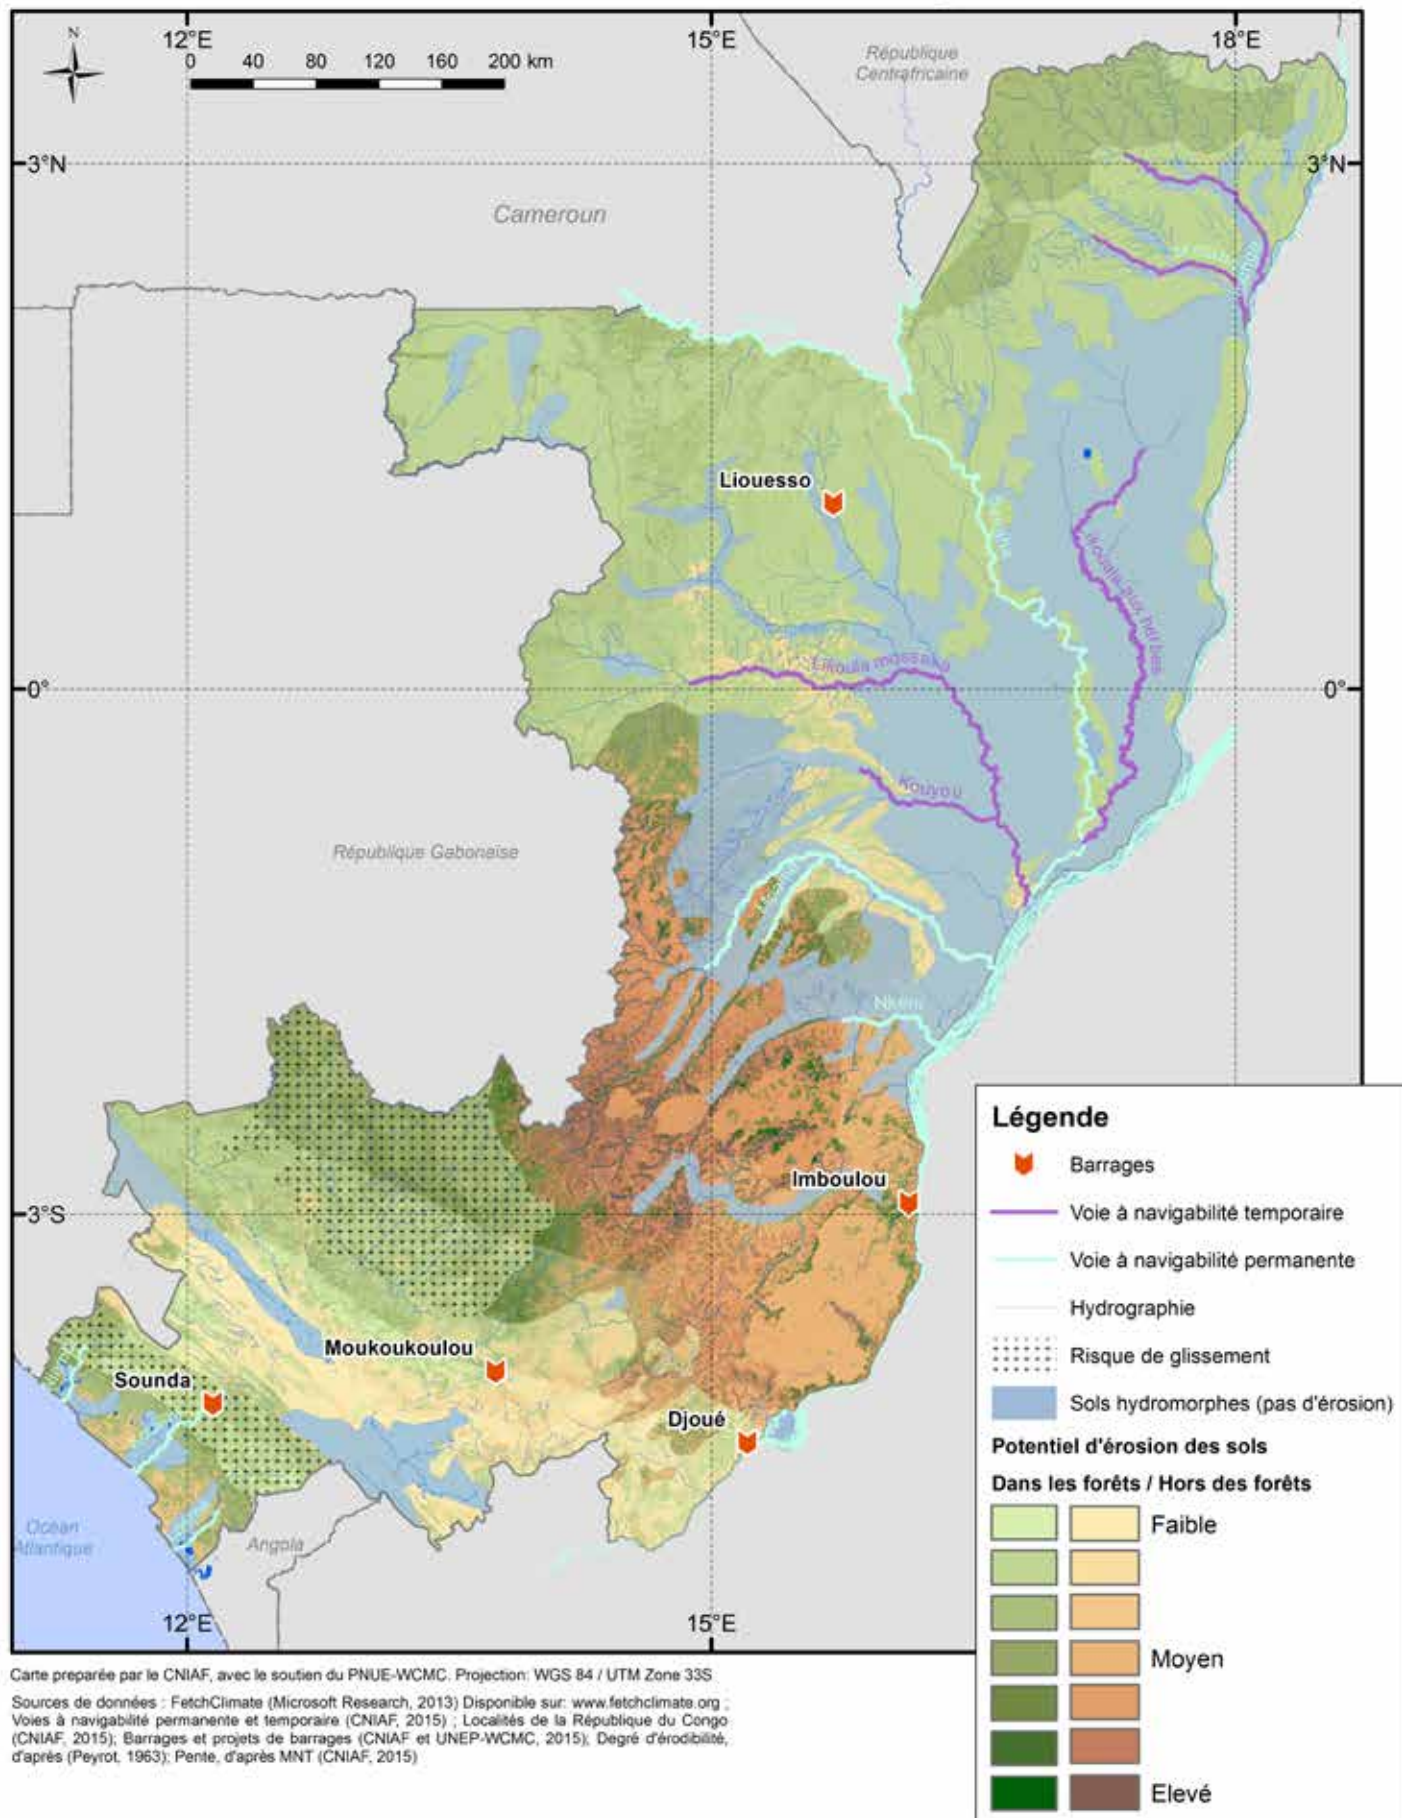 N
12°E
15°E
18°E
0 40 80 120 160 200 km
République
Centrafricaine
3°N
3°N
Cameroun
Liouesso
Likoula mossaka
0°
0°
Kouyou
République Gabonaise
Nkéni
Imboulou
3°S
Moukoukoulou
Sounda
Djoué
Océan
Atlantique
Angola
12°E
15°E
Légende
Barrages
Voie à navigabilité temporaire
Voie à navigabilité permanente
Hydrographie
Risque de glissement
Sols hydromorphes (pas d'érosion)
Potentiel d'érosion des sols
Dans les forêts / Hors des forêts
Faible
Moyen
Elevé
Carte preparée par le CNIAF, avec le soutien du PNUE-WCMC. Projection: WGS 84 / UTM Zone 33S
Sources de données : FetchClimate (Microsoft Research, 2013) Disponible sur: www.fetchclimate.org ;
Voies à navigabilité permanente et temporaire (CNIAF, 2015) ; Localités de la République du Congo
(CNIAF, 2015); Barrages et projets de barrages (CNIAF et UNEP-WCMC, 2015); Degré d'érodibilité,
d'après (Peyrot, 1963); Pente, d'après MNT (CNIAF, 2015)